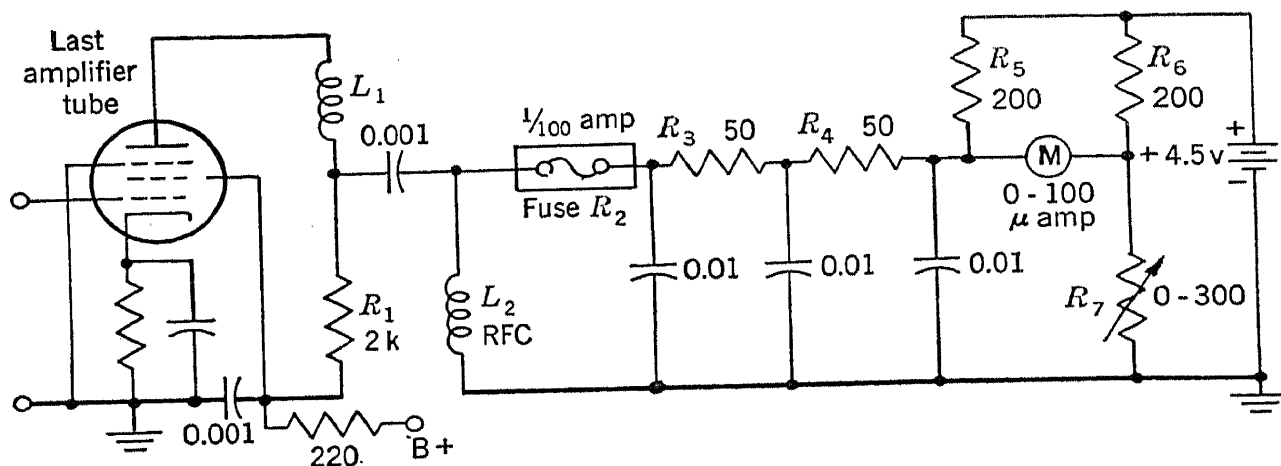 Last
amplifier
tube
L₁
0.001
1/100 amp
Fuse R₂
R₃ 50
R₄ 50
R₅
200
R₆
200
M
0 - 100
μ amp
+ 4.5 v
+
−
R₁
2 k
L₂
RFC
0.01
0.01
0.01
R₇
0 - 300
0.001
220.
B +